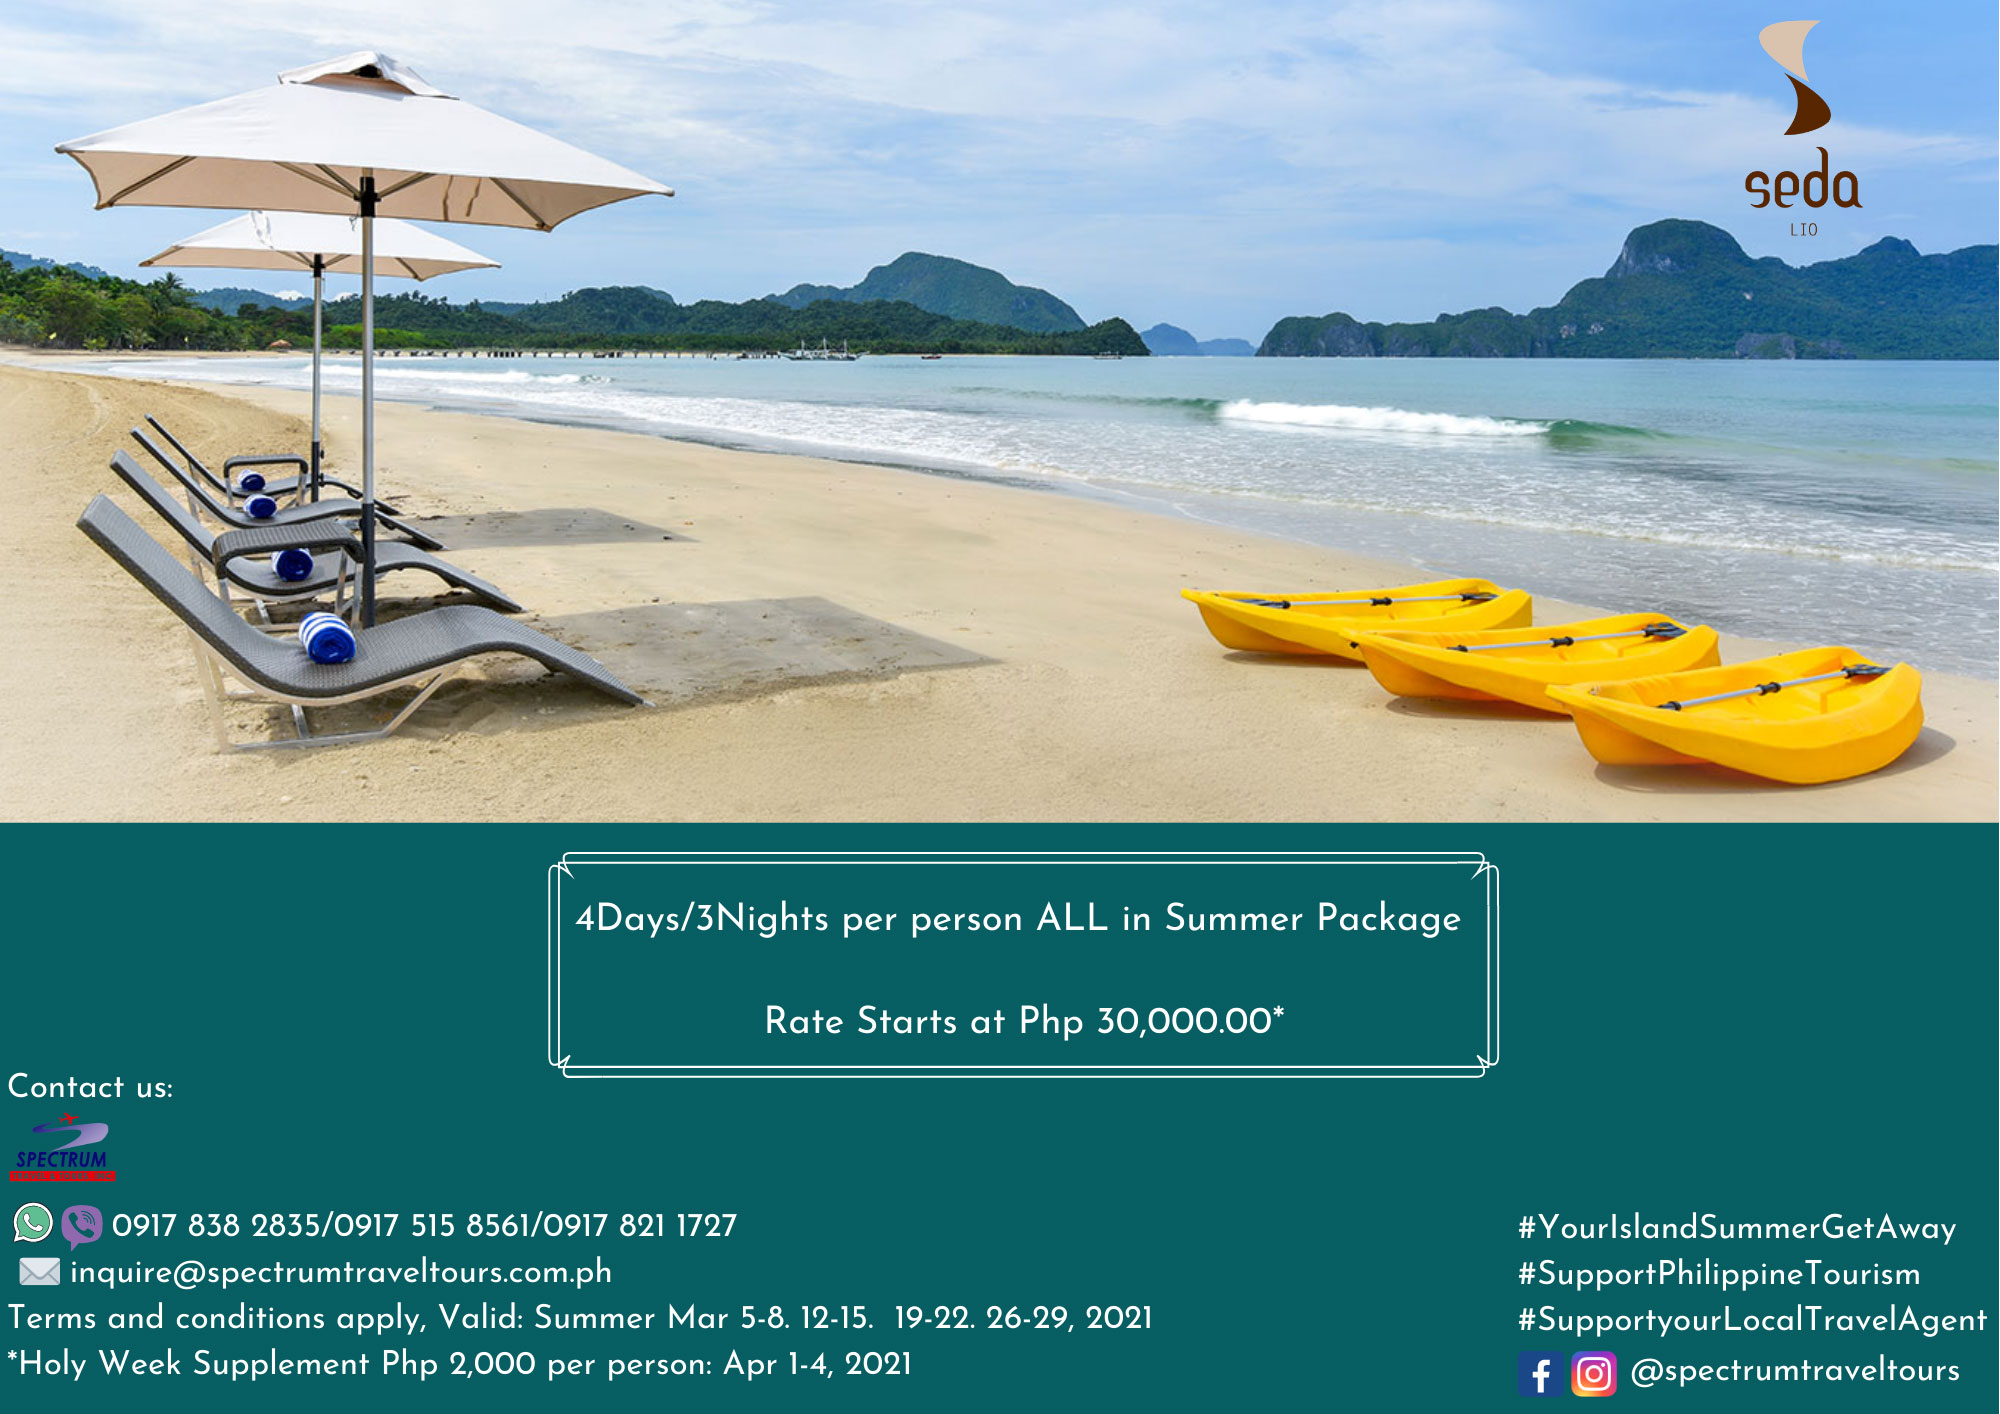 seda
LIO
4Days/3Nights per person ALL in Summer Package
Rate Starts at Php 30,000.00*
Contact us:
SPECTRUM
0917 838 2835/0917 515 8561/0917 821 1727
inquire@spectrumtraveltours.com.ph
Terms and conditions apply, Valid: Summer Mar 5-8. 12-15.  19-22. 26-29, 2021
*Holy Week Supplement Php 2,000 per person: Apr 1-4, 2021
#YourIslandSummerGetAway
#SupportPhilippineTourism
#SupportyourLocalTravelAgent
@spectrumtraveltours